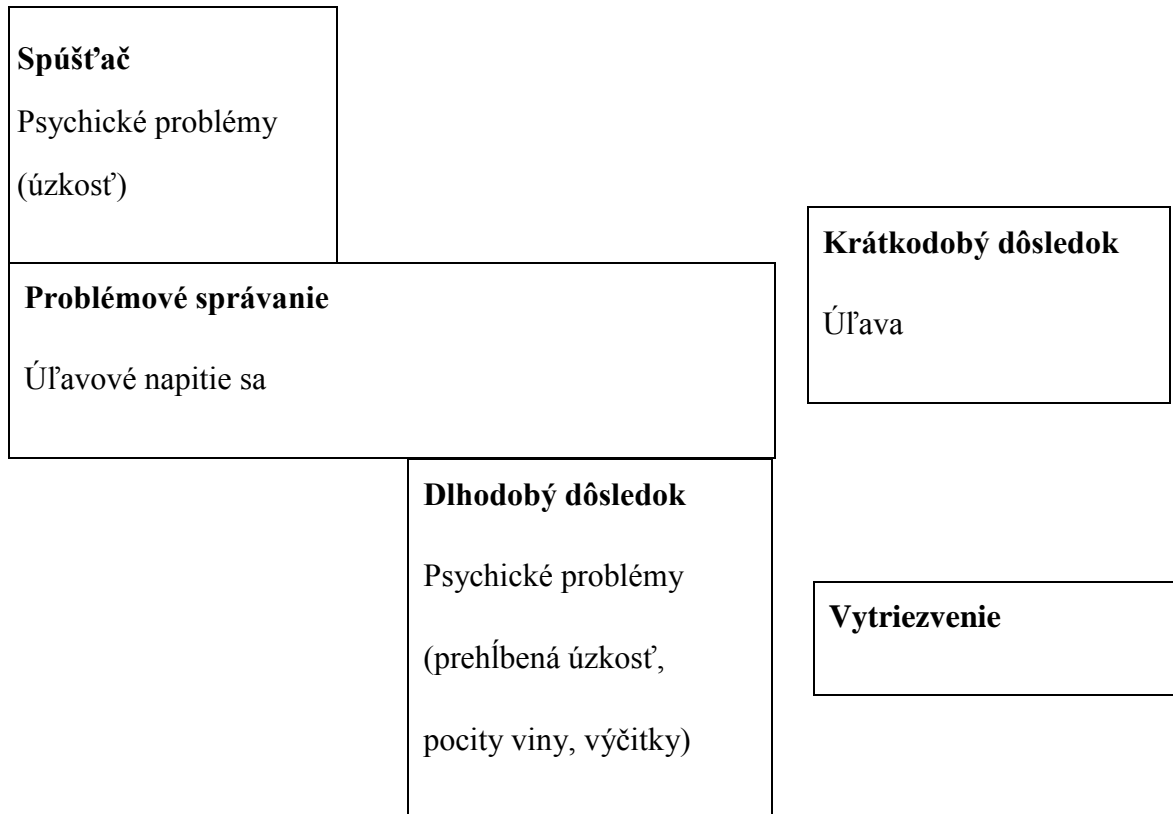 Spúšťač
Psychické problémy
(úzkosť)
Krátkodobý dôsledok
Úľava
Problémové správanie
Úľavové napitie sa
Dlhodobý dôsledok
Psychické problémy
(prehĺbená úzkosť,
pocity viny, výčitky)
Vytriezvenie